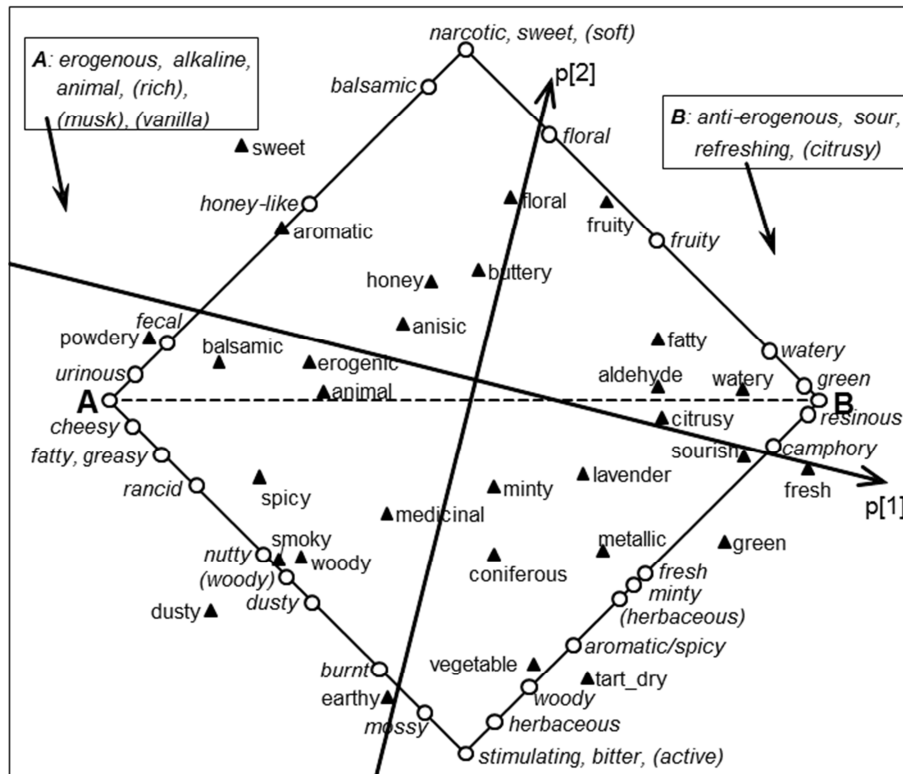 narcotic, sweet, (soft)
A: erogenous, alkaline,
animal, (rich),
(musk), (vanilla)
p[2]
balsamic
B: anti-erogenous, sour,
refreshing, (citrusy)
floral
sweet
honey-like
floral
fruity
aromatic
fruity
buttery
honey
anisic
fecal
powdery
balsamic
fatty
watery
erogenic
urinous
aldehyde
watery
green
animal
A
B
resinous
cheesy
citrusy
camphory
sourish
fatty, greasy
fresh
lavender
rancid
spicy
minty
p[1]
medicinal
smoky
metallic
green
nutty
woody
coniferous
fresh
(woody)
minty
dusty
dusty
(herbaceous)
aromatic/spicy
burnt
vegetable
tart_dry
earthy
woody
mossy
herbaceous
stimulating, bitter, (active)